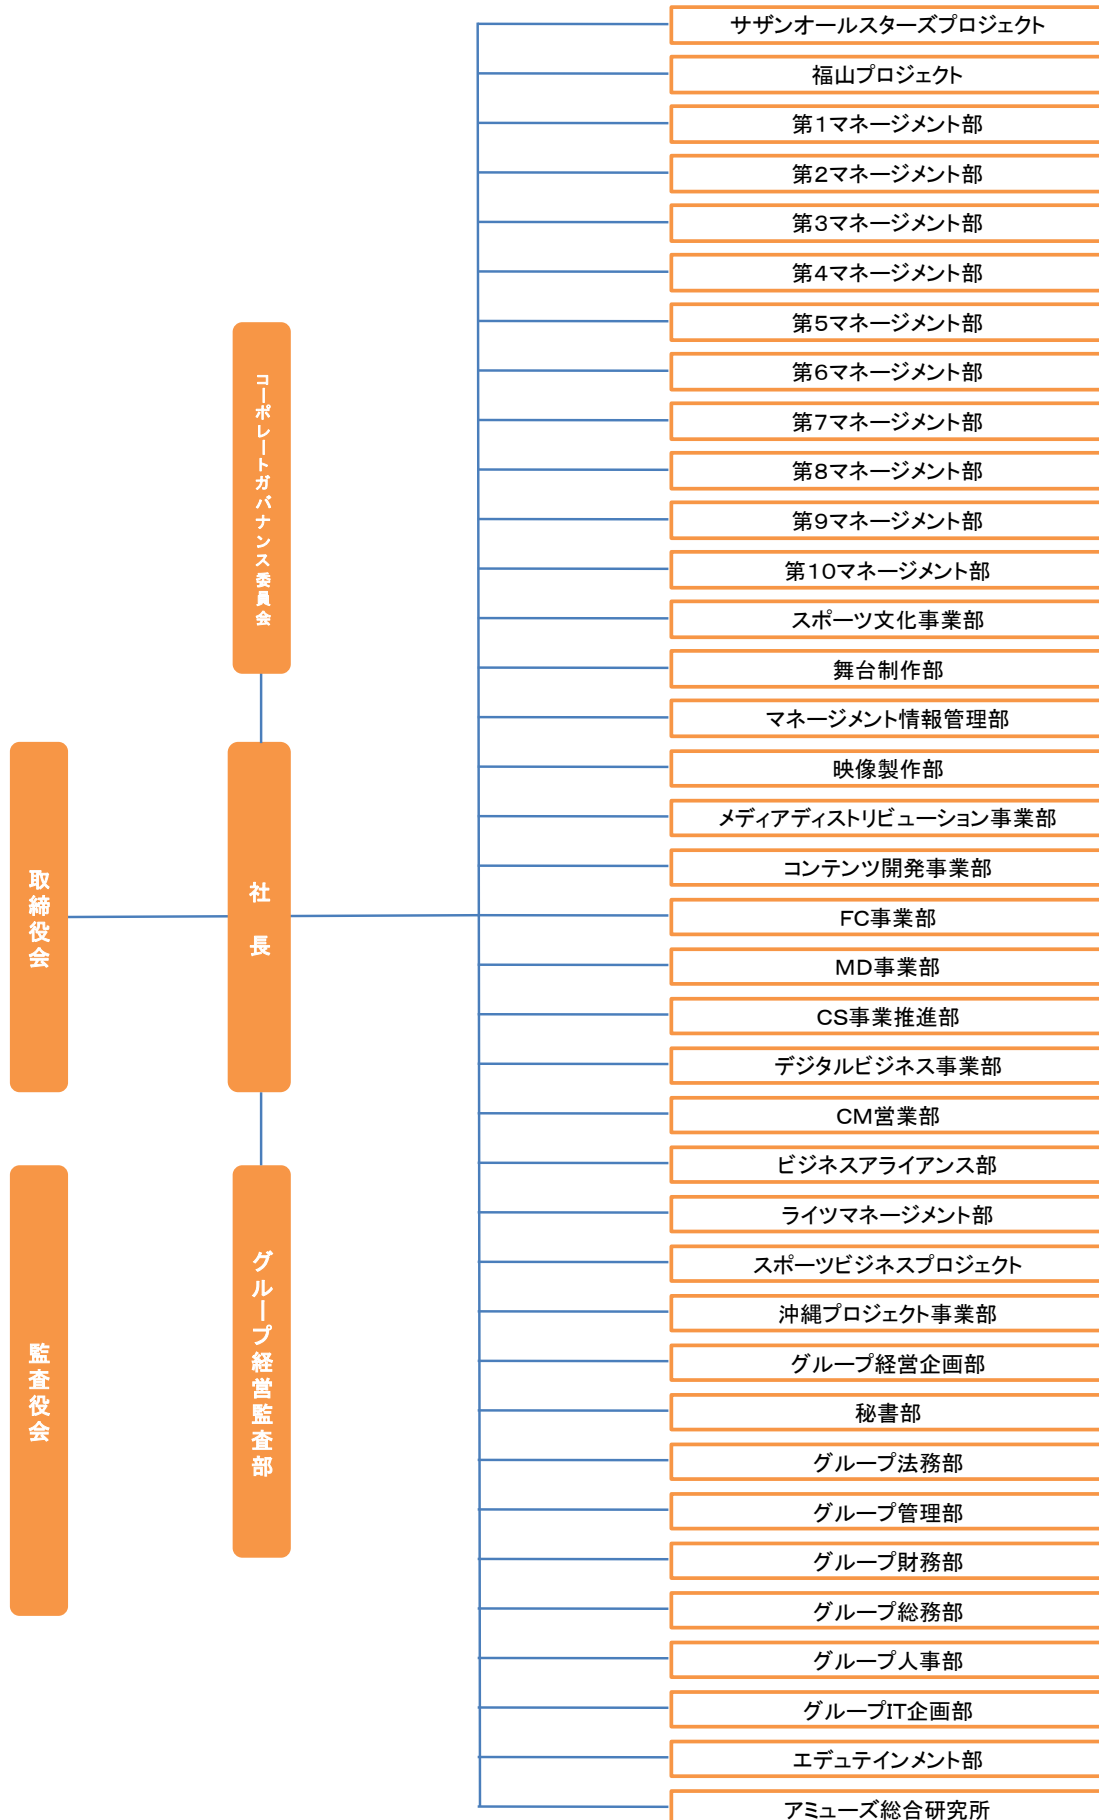 取締役会
監査役会
コーポレートガバナンス委員会
社 長
グループ経営監査部
サザンオールスターズプロジェクト
福山プロジェクト
第1マネージメント部
第2マネージメント部
第3マネージメント部
第4マネージメント部
第5マネージメント部
第6マネージメント部
第7マネージメント部
第8マネージメント部
第9マネージメント部
第10マネージメント部
スポーツ文化事業部
舞台制作部
マネージメント情報管理部
映像製作部
メディアディストリビューション事業部
コンテンツ開発事業部
FC事業部
MD事業部
CS事業推進部
デジタルビジネス事業部
CM営業部
ビジネスアライアンス部
ライツマネージメント部
スポーツビジネスプロジェクト
沖縄プロジェクト事業部
グループ経営企画部
秘書部
グループ法務部
グループ管理部
グループ財務部
グループ総務部
グループ人事部
グループIT企画部
エデュテインメント部
アミューズ総合研究所